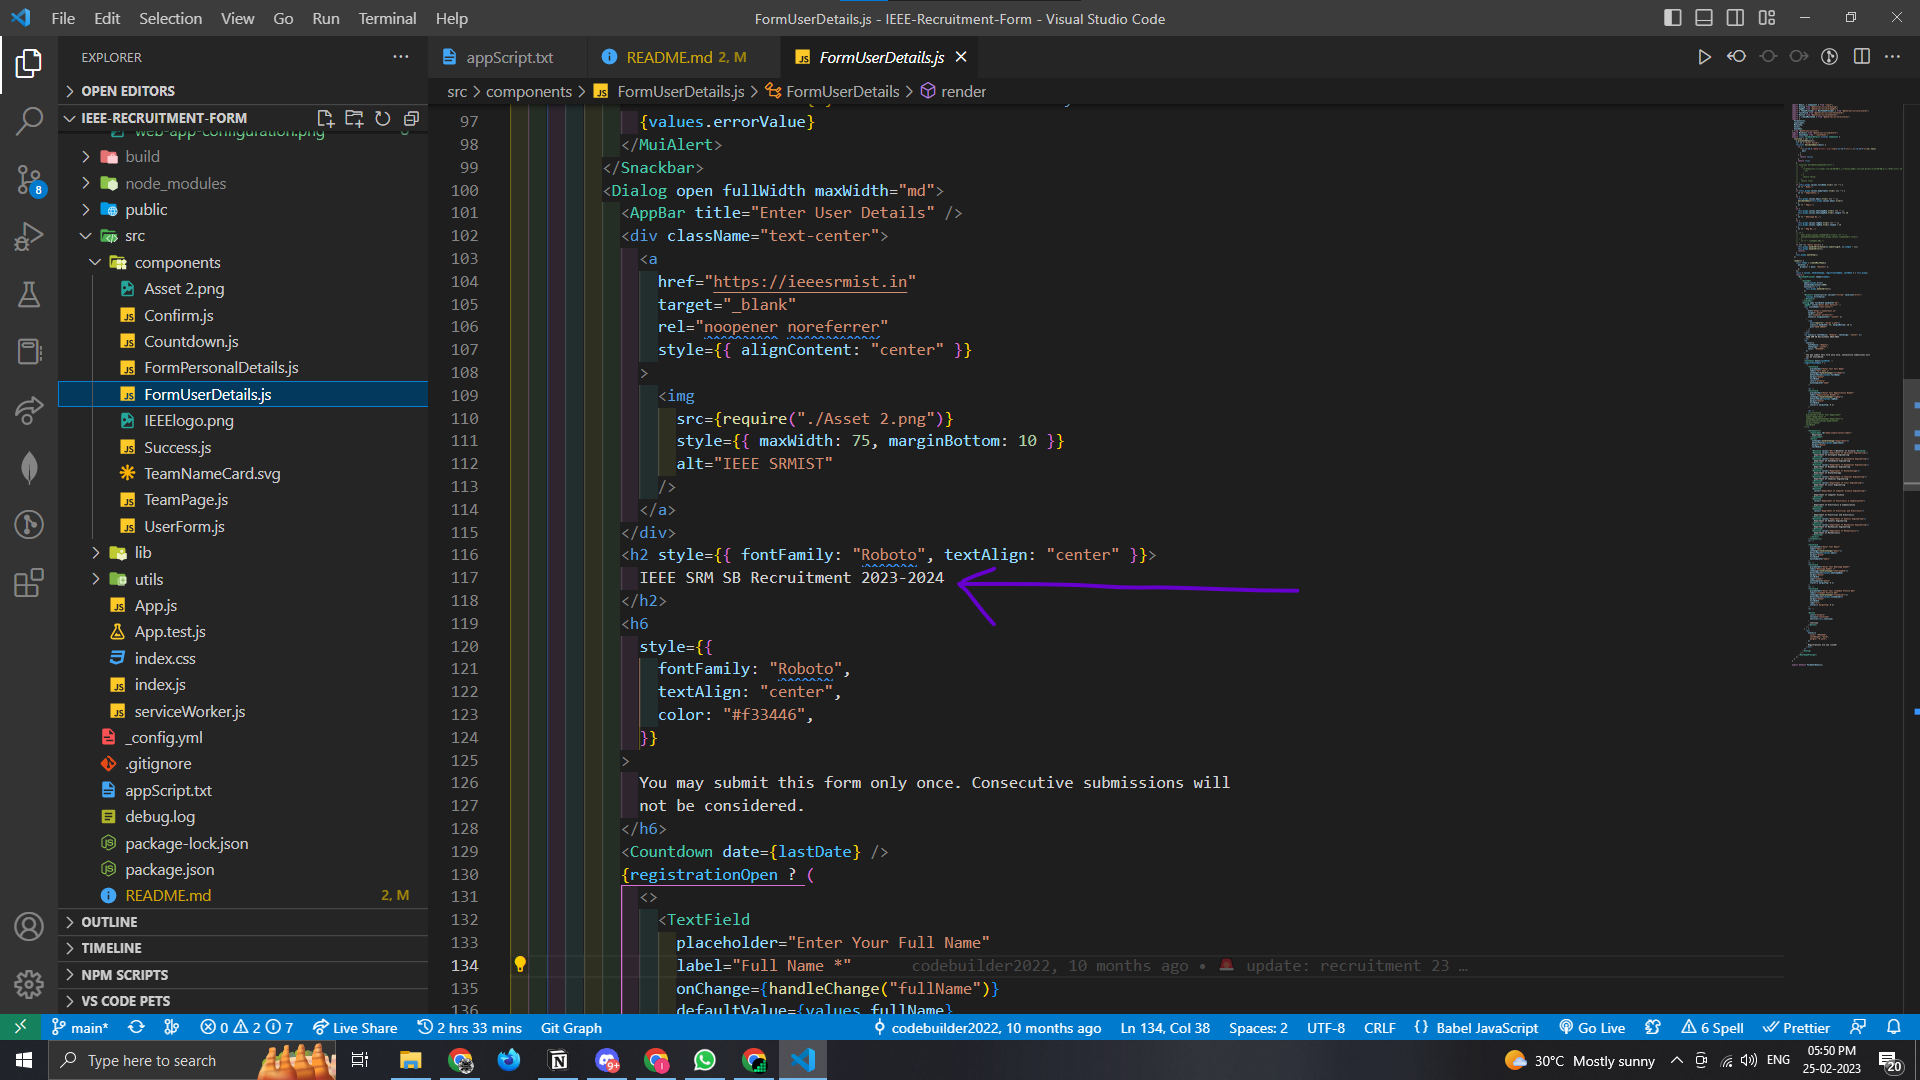 File Edit Selection View Go Run Terminal Help
FormUserDetails.js - IEEE-Recruitment-Form - Visual Studio Code
EXPLORER
OPEN EDITORS
IEEE-RECRUITMENT-FORM
web-app-configuration.png
build
node_modules
public
src
components
Asset 2.png
Confirm.js
Countdown.js
FormPersonalDetails.js
FormUserDetails.js
IEEElogo.png
Success.js
TeamNameCard.svg
TeamPage.js
UserForm.js
lib
utils
App.js
App.test.js
index.css
index.js
serviceWorker.js
_config.yml
.gitignore
appScript.txt
debug.log
package-lock.json
package.json
README.md 2, M
OUTLINE
TIMELINE
NPM SCRIPTS
VS CODE PETS
8
appScript.txt
README.md 2, M
FormUserDetails.js
src > components > FormUserDetails.js > FormUserDetails > render
97 {values.errorValue}
98 </MuiAlert>
99 </Snackbar>
100 <Dialog open fullWidth maxWidth="md">
101 <AppBar title="Enter User Details" />
102 <div className="text-center">
103 <a
104 href="https://ieeesrmist.in"
105 target="_blank"
106 rel="noopener noreferrer"
107 style={{ alignContent: "center" }}
108 >
109 <img
110 src={require("./Asset 2.png")}
111 style={{ maxWidth: 75, marginBottom: 10 }}
112 alt="IEEE SRMIST"
113 />
114 </a>
115 </div>
116 <h2 style={{ fontFamily: "Roboto", textAlign: "center" }}>
117 IEEE SRM SB Recruitment 2023-2024
118 </h2>
119 <h6
120 style={{
121 fontFamily: "Roboto",
122 textAlign: "center",
123 color: "#f33446",
124 }}
125 >
126 You may submit this form only once. Consecutive submissions will
127 not be considered.
128 </h6>
129 <Countdown date={lastDate} />
130 {registrationOpen ? (
131 <>
132 <TextField
133 placeholder="Enter Your Full Name"
134 label="Full Name *" codebuilder2022, 10 months ago • 🚨 update: recruitment 23 …
135 onChange={handleChange("fullName")}
136 defaultValue={values.fullName}
main* 0 2 7 Live Share 2 hrs 33 mins Git Graph
codebuilder2022, 10 months ago Ln 134, Col 38 Spaces: 2 UTF-8 CRLF {} Babel JavaScript Go Live 6 Spell Prettier
Type here to search
9+
30°C Mostly sunny ENG
05:50 PM
25-02-2023
20